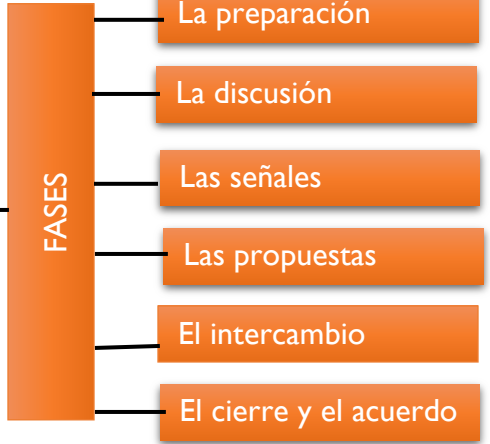 FASES
La preparación
La discusión
Las señales
Las propuestas
El intercambio
El cierre y el acuerdo